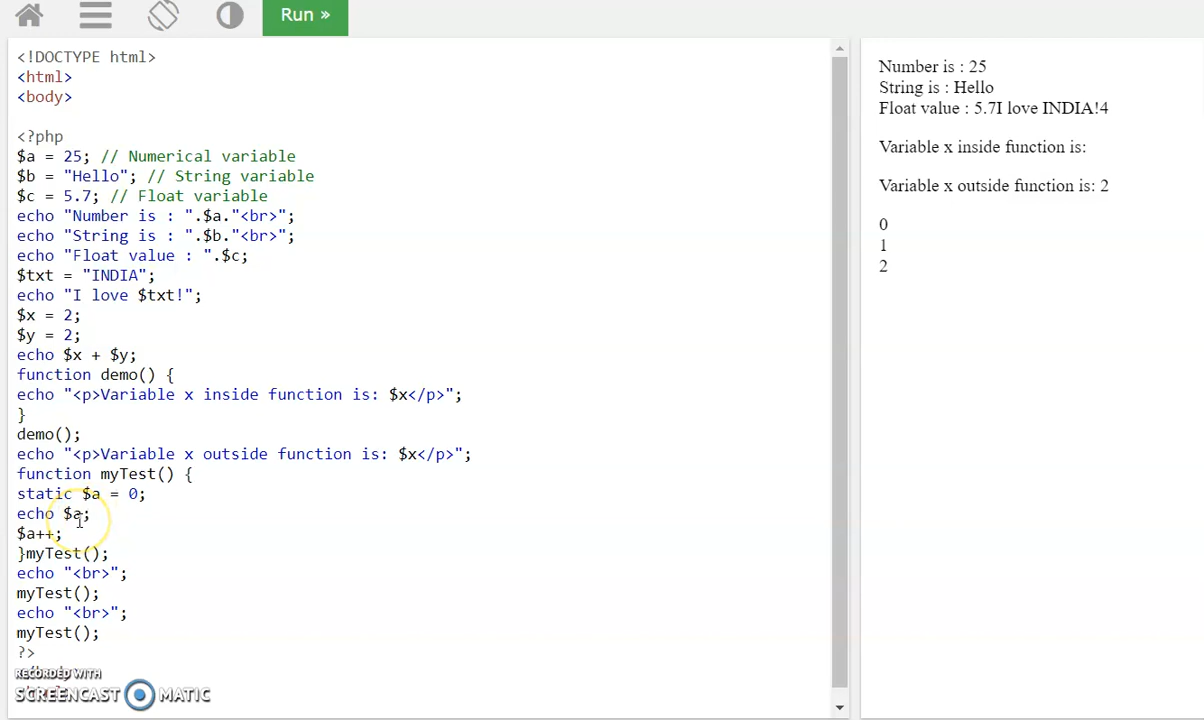 Run »
<!DOCTYPE html>
<html>
<body>
<?php
$a = 25; // Numerical variable
$b = "Hello"; // String variable
$c = 5.7; // Float variable
echo "Number is : ".$a."<br>";
echo "String is : ".$b."<br>";
echo "Float value : ".$c;
$txt = "INDIA";
echo "I love $txt!";
$x = 2;
$y = 2;
echo $x + $y;
function demo() {
echo "<p>Variable x inside function is: $x</p>";
}
demo();
echo "<p>Variable x outside function is: $x</p>";
function myTest() {
static $a = 0;
echo $a;
$a++;
}myTest();
echo "<br>";
myTest();
echo "<br>";
myTest();
?>
RECORDED WITH
SCREENCAST MATIC
Number is : 25
String is : Hello
Float value : 5.7I love INDIA!4
Variable x inside function is:
Variable x outside function is: 2
0
1
2